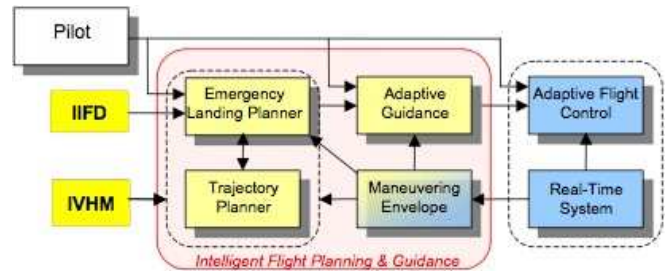 Pilot
IIFD
Emergency
Landing Planner
Adaptive
Guidance
Adaptive Flight
Control
IVHM
Trajectory
Planner
Maneuvering
Envelope
Real-Time
System
Intelligent Flight Planning & Guidance